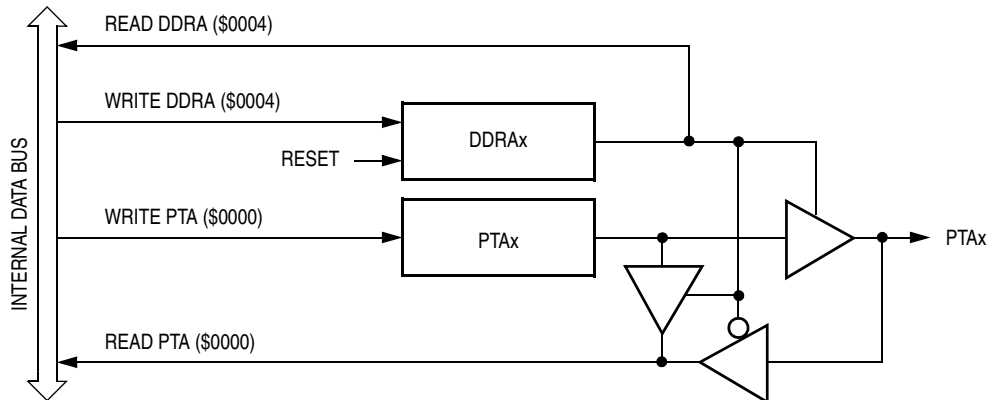 READ DDRA ($0004)
WRITE DDRA ($0004)
DDRAx
RESET
WRITE PTA ($0000)
PTAx
PTAx
READ PTA ($0000)
INTERNAL DATA BUS